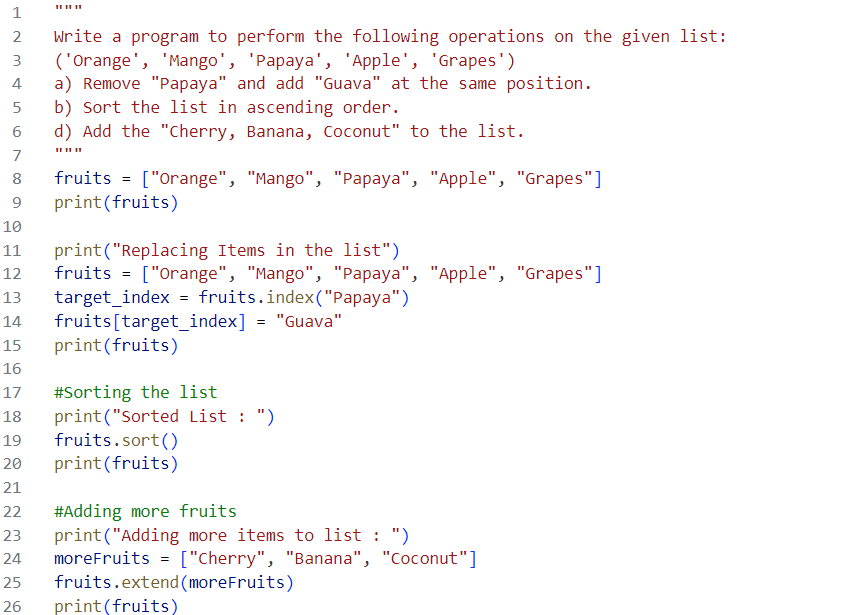 1 """
2 Write a program to perform the following operations on the given list:
3 ('Orange', 'Mango', 'Papaya', 'Apple', 'Grapes')
4 a) Remove "Papaya" and add "Guava" at the same position.
5 b) Sort the list in ascending order.
6 d) Add the "Cherry, Banana, Coconut" to the list.
7 """
8 fruits = ["Orange", "Mango", "Papaya", "Apple", "Grapes"]
9 print(fruits)
10
11 print("Replacing Items in the list")
12 fruits = ["Orange", "Mango", "Papaya", "Apple", "Grapes"]
13 target_index = fruits.index("Papaya")
14 fruits[target_index] = "Guava"
15 print(fruits)
16
17 #Sorting the list
18 print("Sorted List : ")
19 fruits.sort()
20 print(fruits)
21
22 #Adding more fruits
23 print("Adding more items to list : ")
24 moreFruits = ["Cherry", "Banana", "Coconut"]
25 fruits.extend(moreFruits)
26 print(fruits)